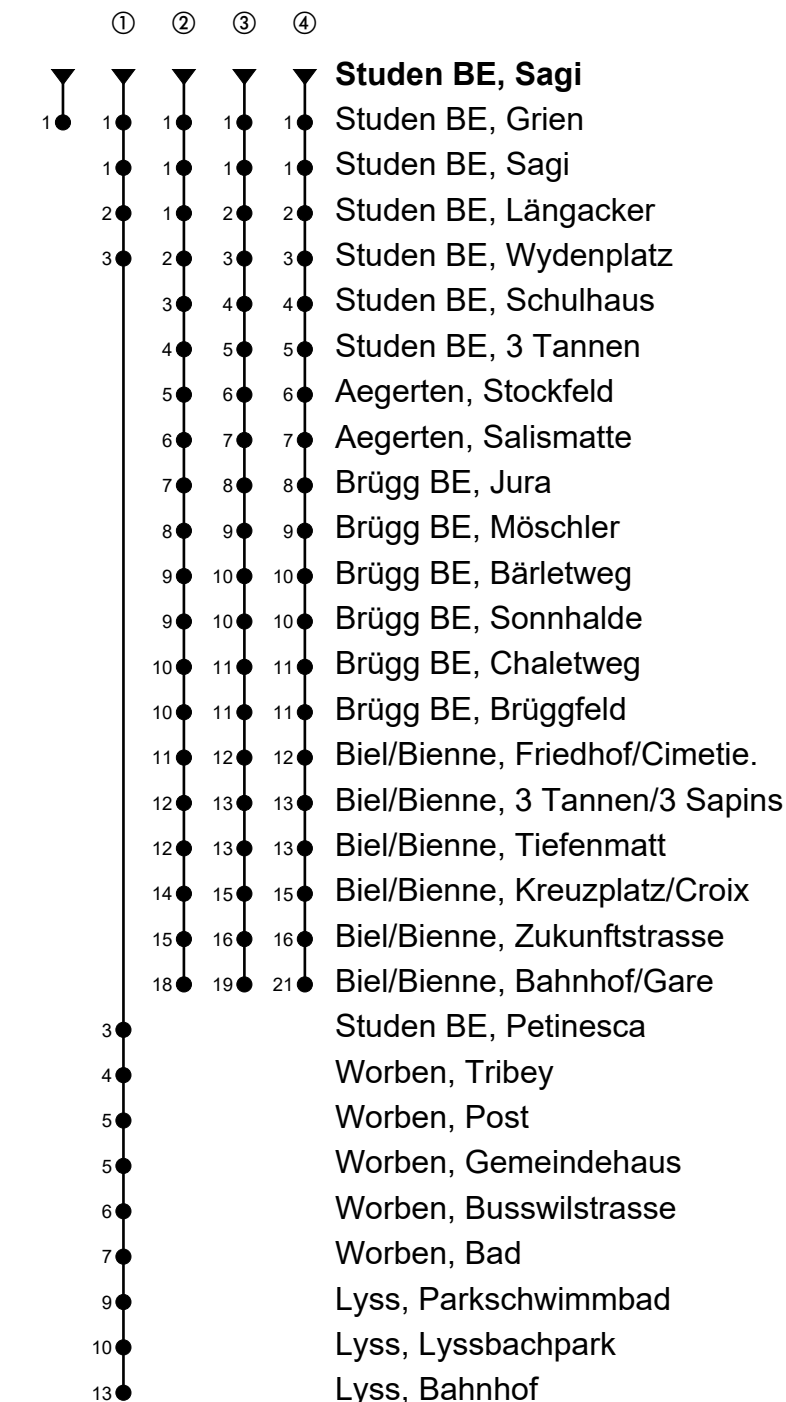 ① ② ③ ④
Studen BE, Sagi
1 1 1 1 1 Studen BE, Grien
1 1 1 1 Studen BE, Sagi
2 1 2 2 Studen BE, Längacker
3 2 3 3 Studen BE, Wydenplatz
3 4 4 Studen BE, Schulhaus
4 5 5 Studen BE, 3 Tannen
5 6 6 Aegerten, Stockfeld
6 7 7 Aegerten, Salismatte
7 8 8 Brügg BE, Jura
8 9 9 Brügg BE, Möschler
9 10 10 Brügg BE, Bärletweg
9 10 10 Brügg BE, Sonnhalde
10 11 11 Brügg BE, Chaletweg
10 11 11 Brügg BE, Brüggfeld
11 12 12 Biel/Bienne, Friedhof/Cimetie.
12 13 13 Biel/Bienne, 3 Tannen/3 Sapins
12 13 13 Biel/Bienne, Tiefenmatt
14 15 15 Biel/Bienne, Kreuzplatz/Croix
15 16 16 Biel/Bienne, Zukunftstrasse
18 19 21 Biel/Bienne, Bahnhof/Gare
3 Studen BE, Petinesca
4 Worben, Tribey
5 Worben, Post
5 Worben, Gemeindehaus
6 Worben, Busswilstrasse
7 Worben, Bad
9 Lyss, Parkschwimmbad
10 Lyss, Lyssbachpark
13 Lyss, Bahnhof